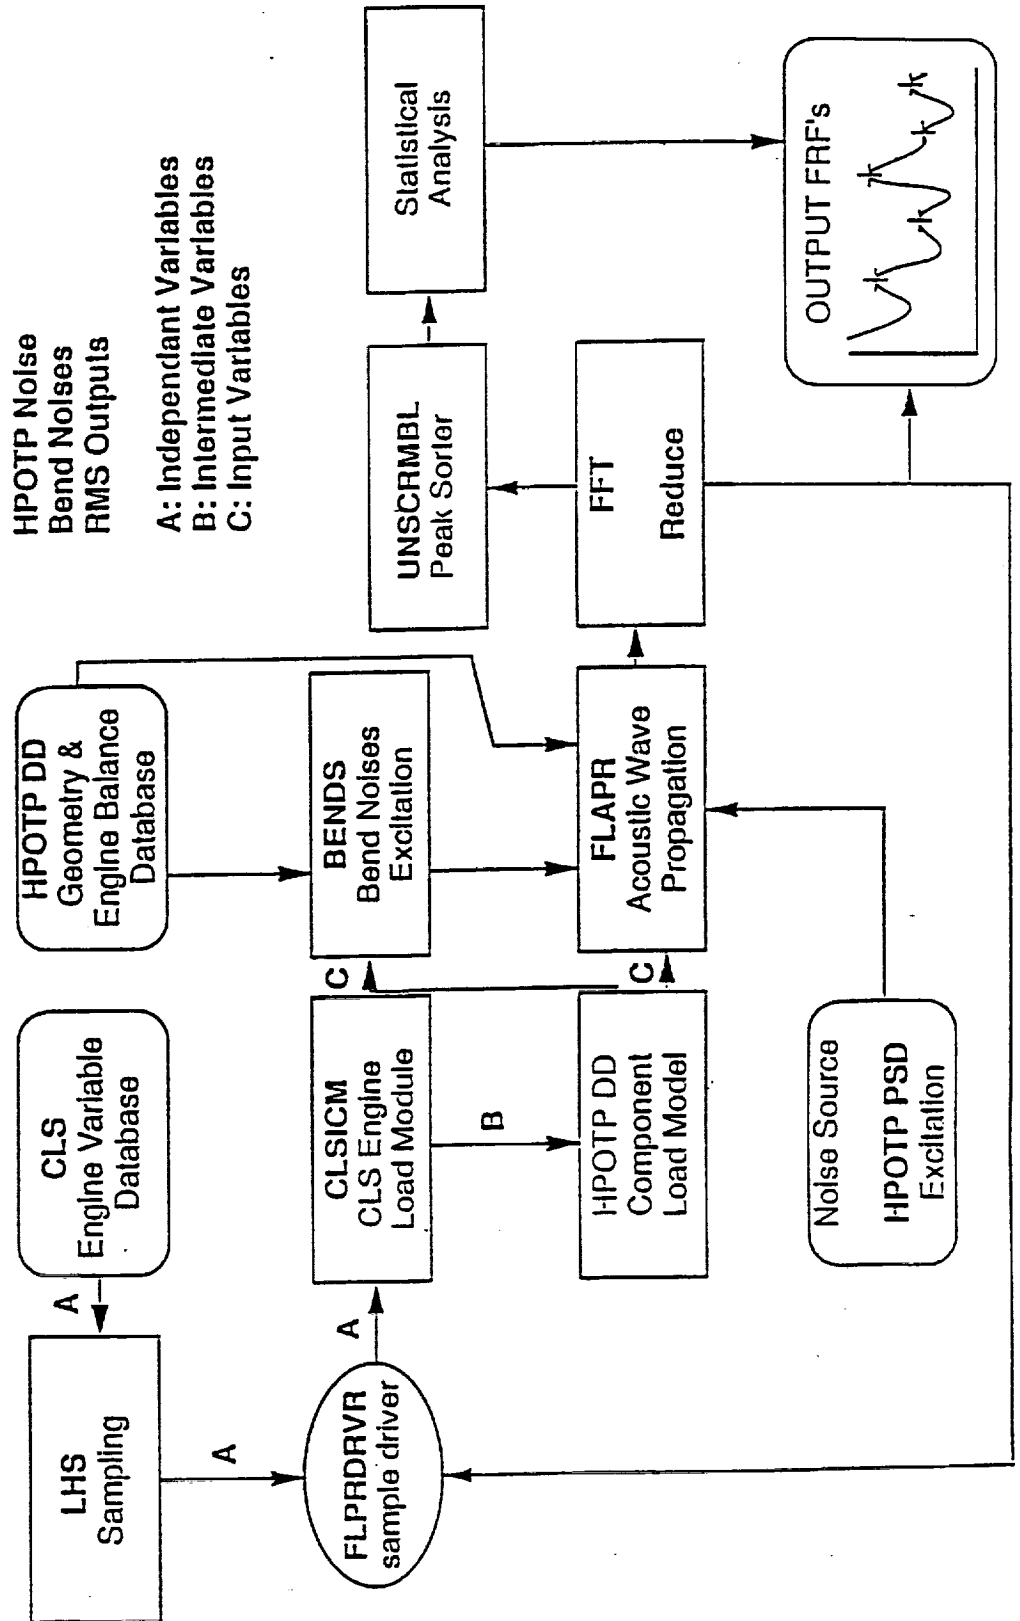 HPOTP Noise
Bend Noises
RMS Outputs
A: Independant Variables
B: Intermediate Variables
C: Input Variables
LHS
Sampling
A
CLS
Engine Variable
Database
HPOTP DD
Geometry &
Engine Balance
Database
A
FLPRDRVR
sample driver
A
CLSICM
CLS Engine
Load Module
C
BENDS
Bend Noises
Excitation
UNSCRMBL
Peak Sorter
Statistical
Analysis
B
HPOTP DD
Component
Load Model
C
FLAPR
Acoustic Wave
Propagation
FFT
Reduce
Noise Source
HPOTP PSD
Excitation
OUTPUT FRF's